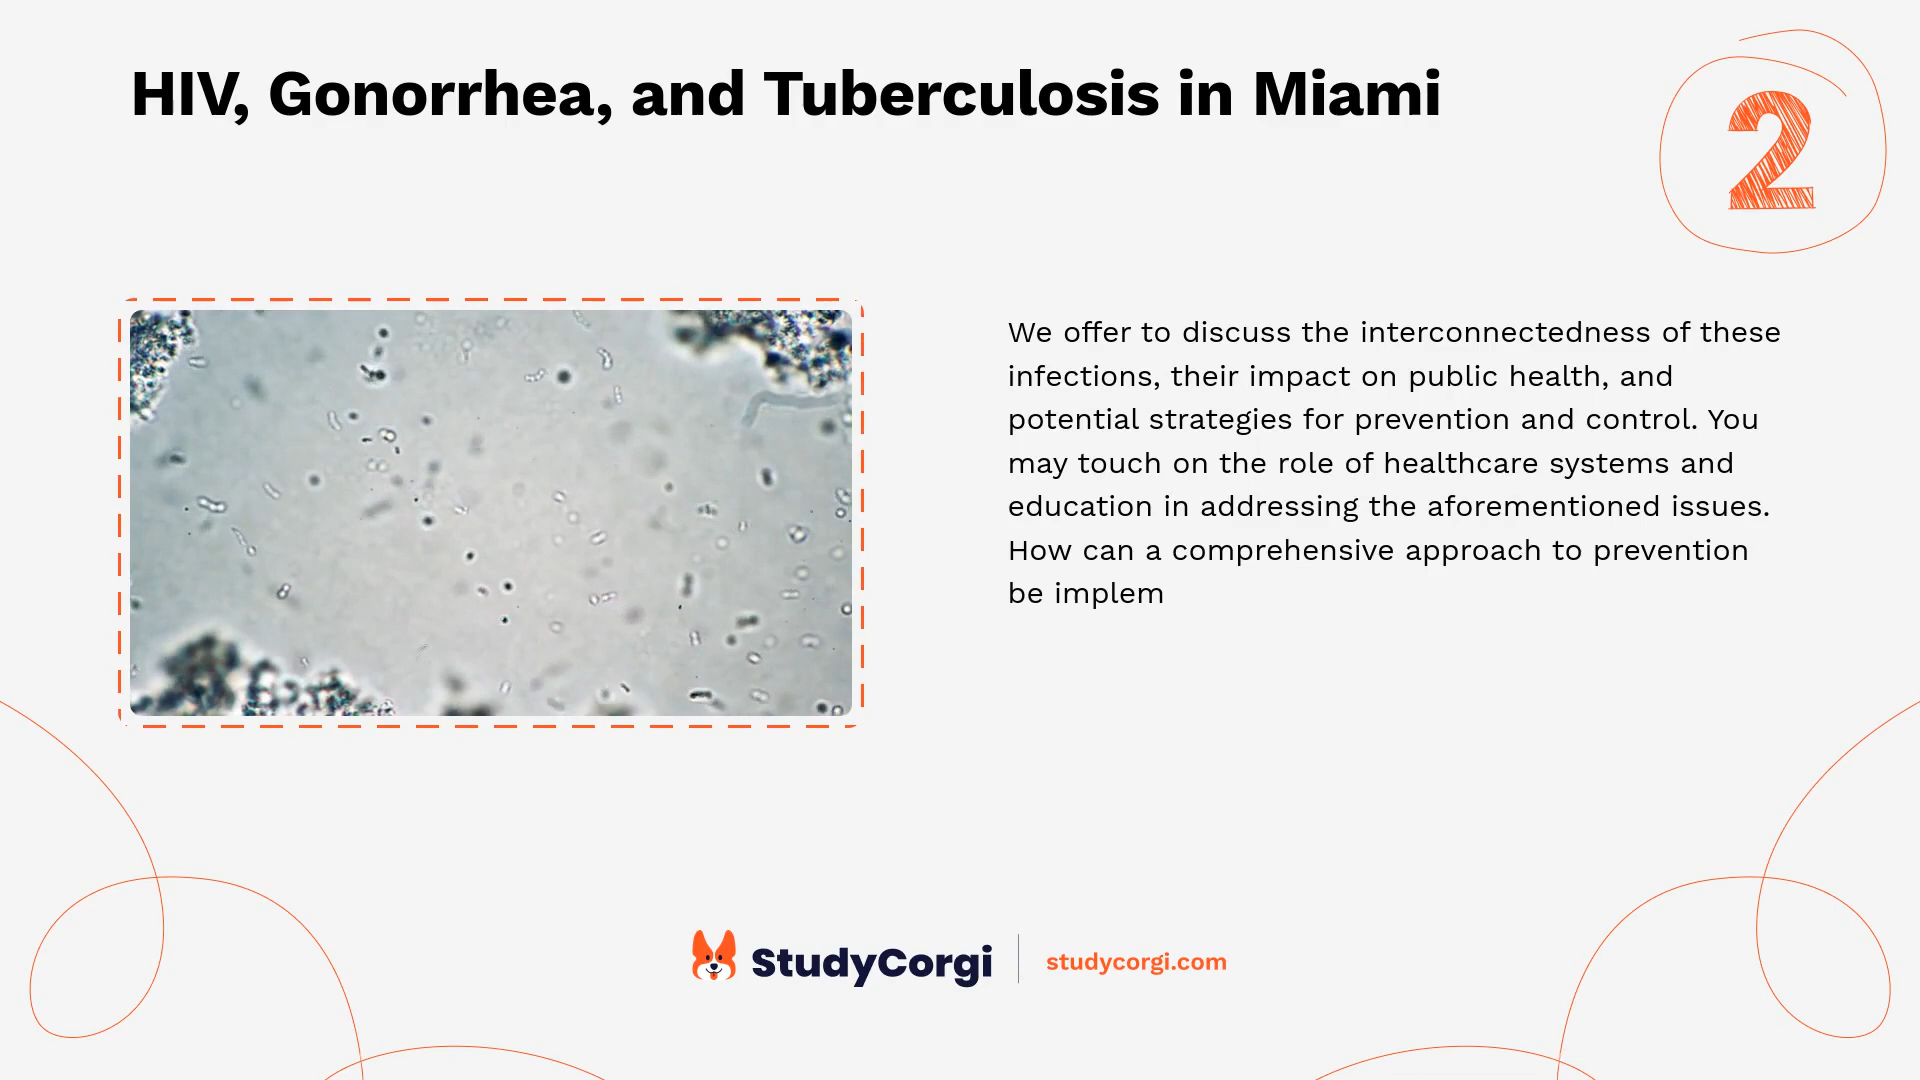 HIV, Gonorrhea, and Tuberculosis in Miami
2
We offer to discuss the interconnectedness of these
infections, their impact on public health, and
potential strategies for prevention and control. You
may touch on the role of healthcare systems and
education in addressing the aforementioned issues.
How can a comprehensive approach to prevention
be implem
StudyCorgi
studycorgi.com